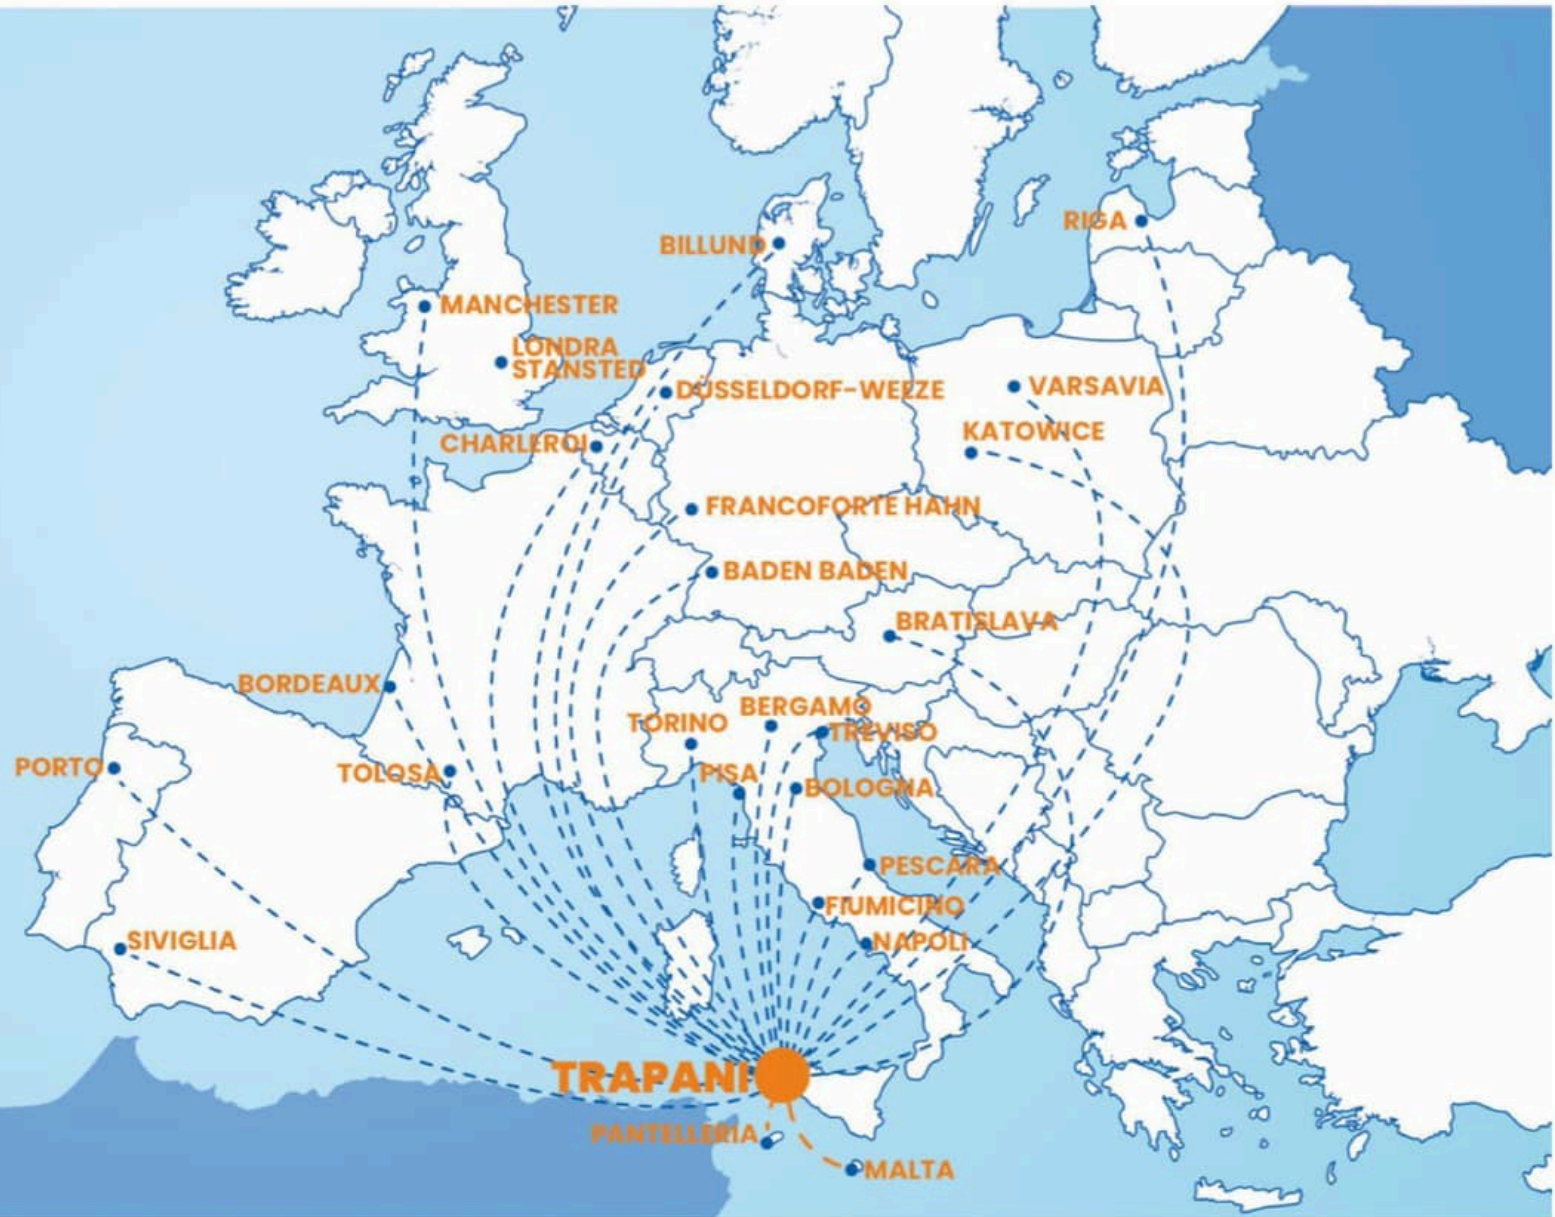 RIGA
BILLUND
MANCHESTER
LONDRA
STANSTED
DÜSSELDORF-WEEZE
VARSAVIA
KATOWICE
CHARLEROI
FRANCOFORTE HAHN
BADEN BADEN
BRATISLAVA
BORDEAUX
BERGAMO
TORINO
TREVISO
PORTO
TOLOSA
PISA
BOLOGNA
PESCARA
FIUMICINO
SIVIGLIA
NAPOLI
TRAPANI
PANTELLERIA
MALTA